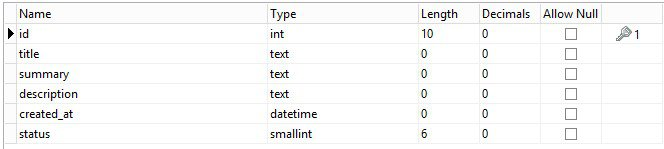 Name Type Length Decimals Allow Null
id int 10 0 1
title text 0 0
summary text 0 0
description text 0 0
created_at datetime 0 0
status smallint 6 0